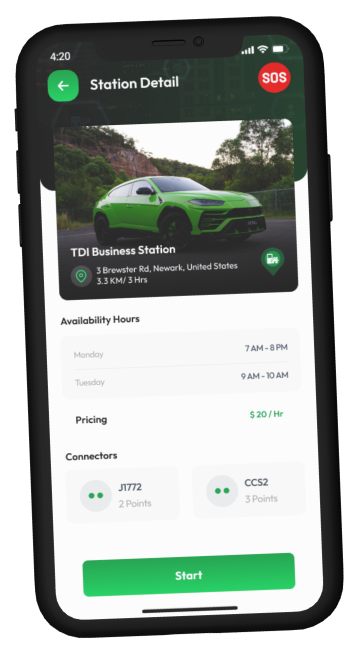 4:20
Station Detail
SOS
TDI Business Station
3 Brewster Rd, Newark, United States
3.3 KM/ 3 Hrs
Availability Hours
Monday
7 AM - 8 PM
Tuesday
9 AM - 10 AM
Pricing
$ 20 / Hr
Connectors
J1772
2 Points
CCS2
3 Points
Start